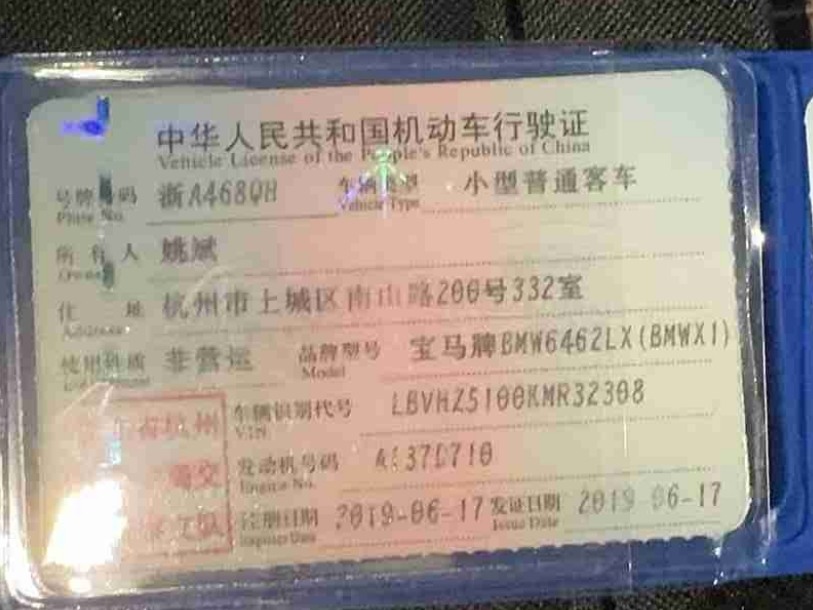 中华人民共和国机动车行驶证
Vehicle License of the People's Republic of China
号牌号码 浙A468QH 车辆类型 小型普通客车
Plate No. Vehicle Type
所有人 姚斌
Owner
住 址 杭州市上城区南山路200号332室
Address
使用性质 非营运 品牌型号 宝马牌BMW6462LX(BMWX1)
Model
车辆识别代号 LBVHZ5100KMR32308
VIN
杭州
发动机号码
Engine No.
注册日期 2019-06-17 发证日期 2019-06-17
Register Date Issue Date